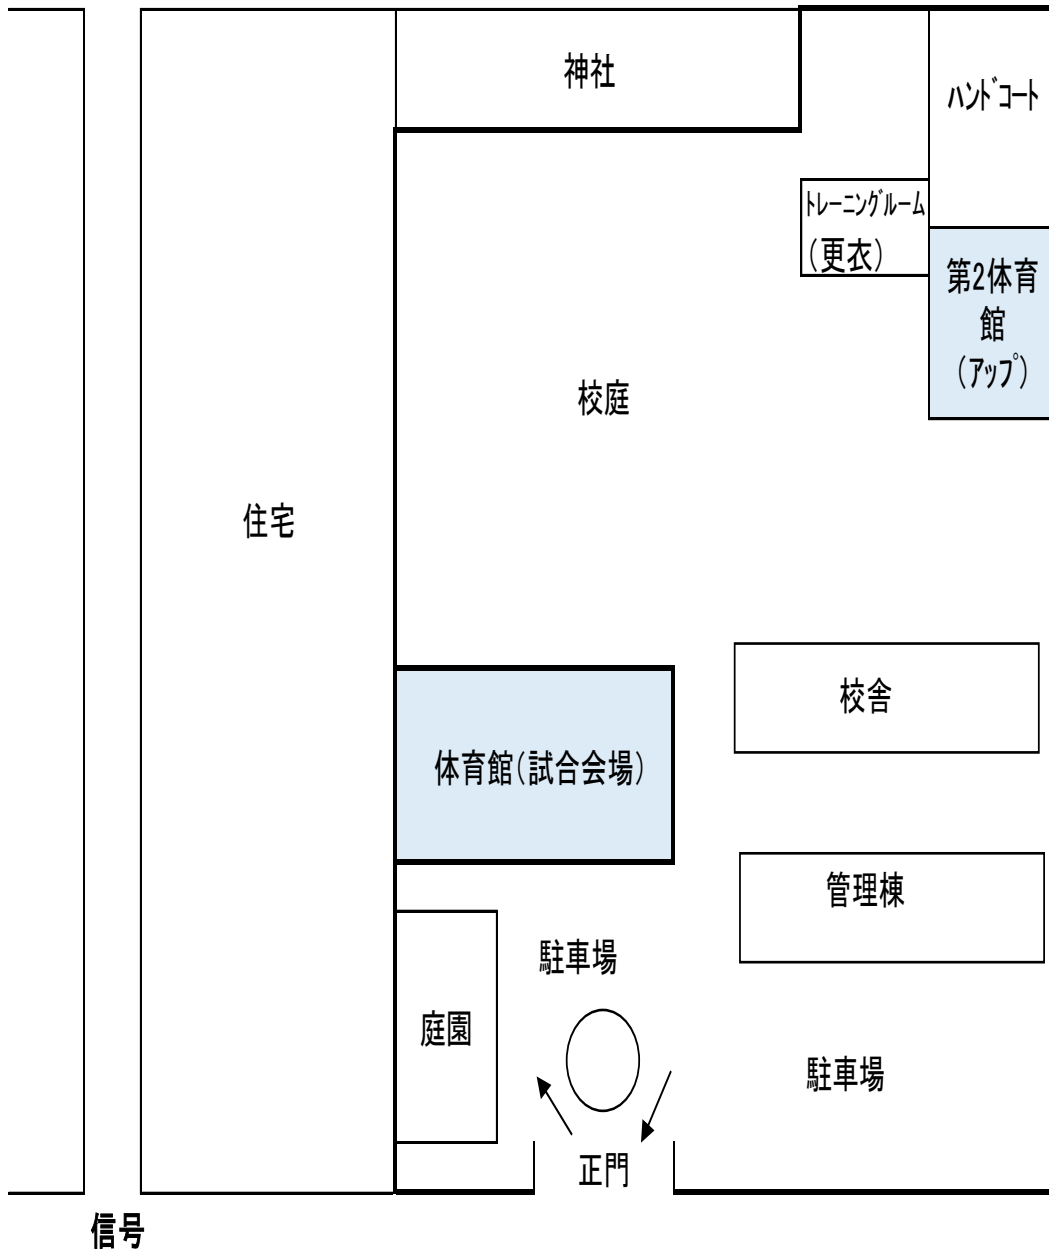 神社
ハンドコート
トレーニングルーム
（更衣）
第2体育
館
（アップ）
校庭
住宅
校舎
体育館（試合会場）
管理棟
駐車場
庭園
駐車場
正門
信号